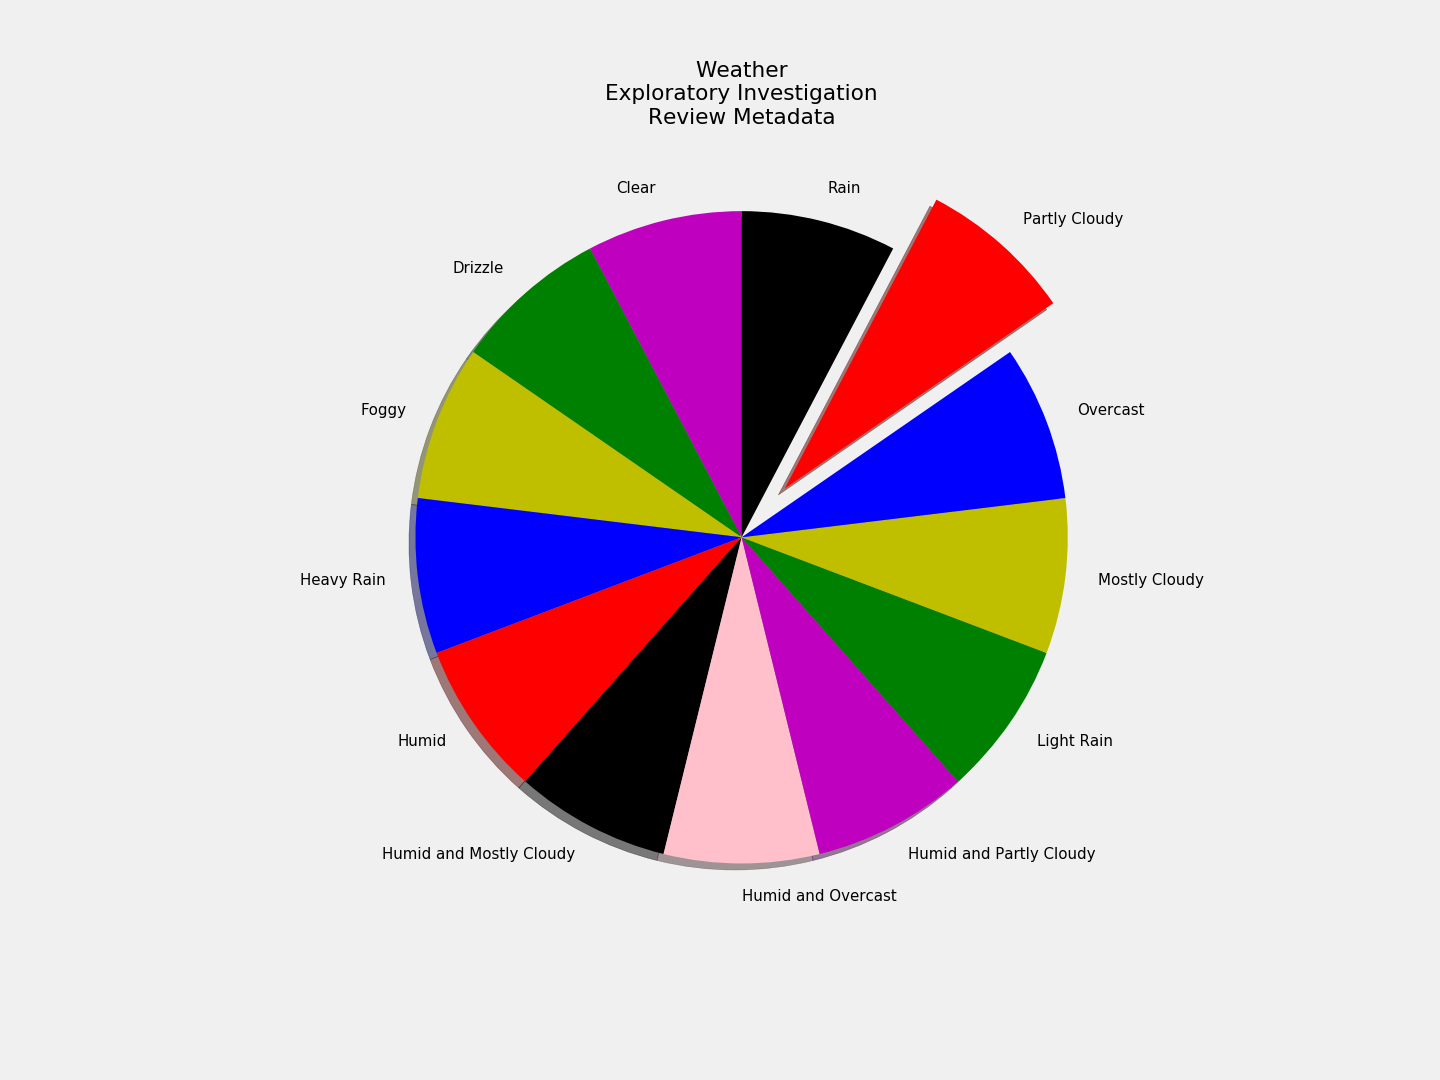 Weather
Exploratory Investigation
Review Metadata
Clear
Rain
Partly Cloudy
Drizzle
Foggy
Overcast
Heavy Rain
Mostly Cloudy
Humid
Light Rain
Humid and Mostly Cloudy
Humid and Partly Cloudy
Humid and Overcast